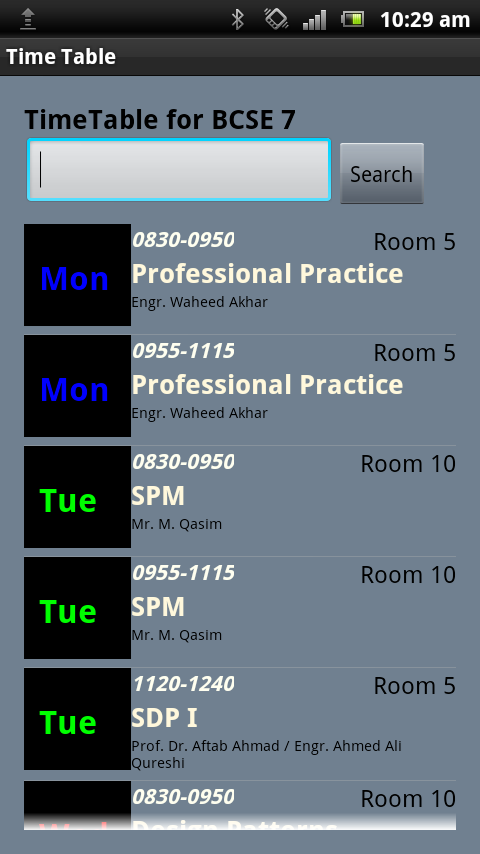 10:29 am
Time Table
TimeTable for BCSE 7
Search
0830-0950
Room 5
Mon
Professional Practice
Engr. Waheed Akhar
0955-1115
Room 5
Mon
Professional Practice
Engr. Waheed Akhar
0830-0950
Room 10
Tue
SPM
Mr. M. Qasim
0955-1115
Room 10
Tue
SPM
Mr. M. Qasim
1120-1240
Room 5
Tue
SDP I
Prof. Dr. Aftab Ahmad / Engr. Ahmed Ali
Qureshi
0830-0950
Room 10
Wed
Design Patterns